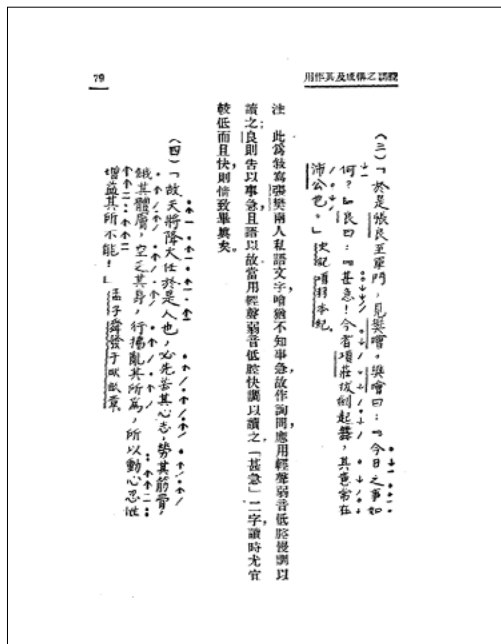 腔調之構成及其作用
79
（三）「於是張良至軍門，見樊噲，樊噲曰：『今日之事如
何？』良曰：『甚急！今者項莊拔劍起舞，其意常在
沛公也。』」史記項羽本紀。
注　此爲敍寫張樊兩人私語文字，噲猶不知事急，故作詢問，應用輕聲弱音低腔慢調以
讀之；良則告以事急，且語以故，當用輕聲弱音低腔快調以讀之，「甚急」二字讀時尤宜
較低而且快，則情致畢眞矣。
（四）「故天將降大任於是人也，必先苦其心志，勞其筋骨，
餓其體膚，空乏其身，行拂亂其所爲，所以動心忍性
增益其所不能！」孟子舜發于畎畝章